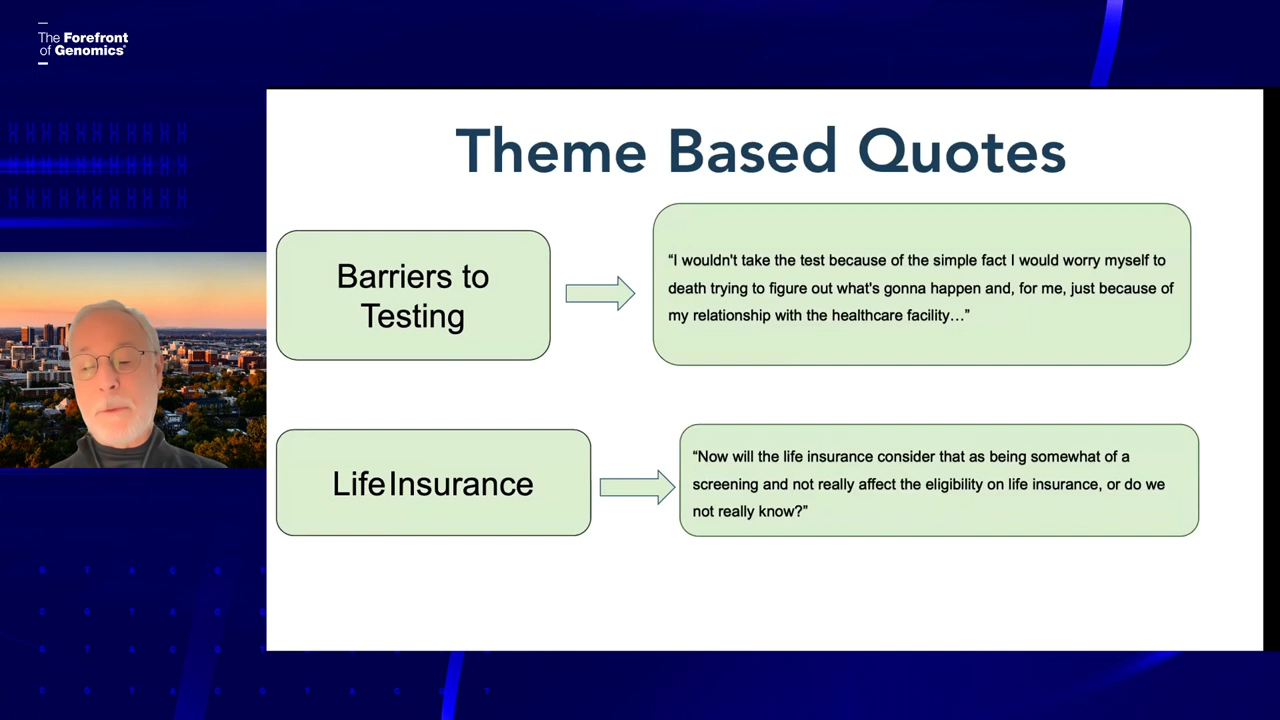 The Forefront
of Genomics®
Theme Based Quotes
Barriers to
Testing
“I wouldn't take the test because of the simple fact I would worry myself to
death trying to figure out what's gonna happen and, for me, just because of
my relationship with the healthcare facility…”
Life Insurance
“Now will the life insurance consider that as being somewhat of a
screening and not really affect the eligibility on life insurance, or do we
not really know?”